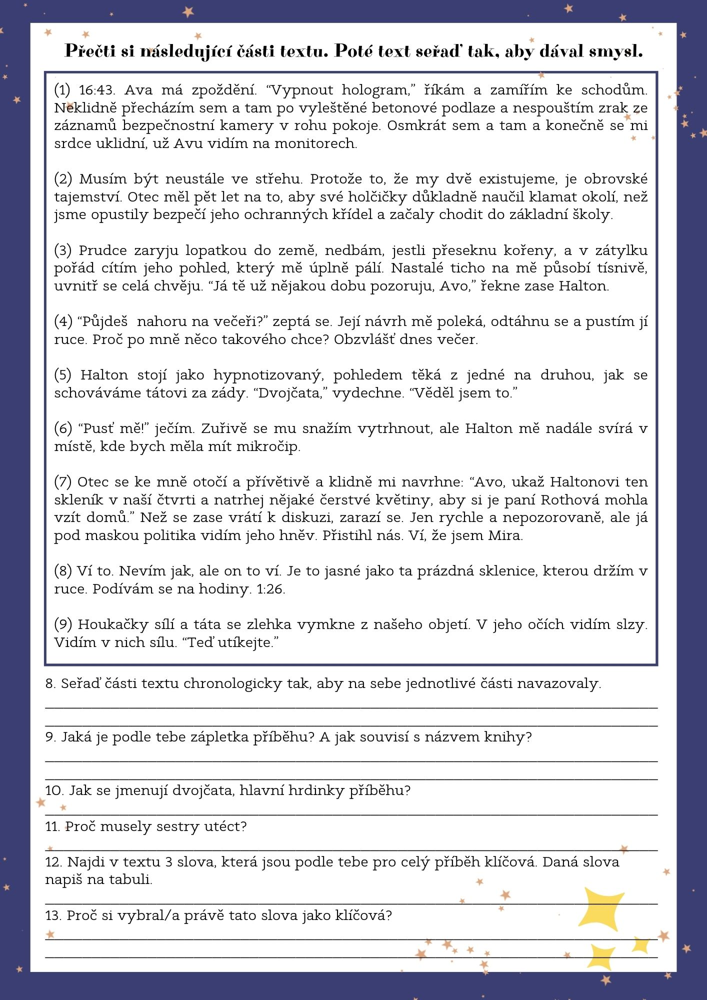 Přečti si následující části textu. Poté text seřaď tak, aby dával smysl.
(1) 16:43. Ava má zpoždění. “Vypnout hologram,” říkám a zamířím ke schodům.
Neklidně přecházím sem a tam po vyleštěné betonové podlaze a nespouštím zrak ze
záznamů bezpečnostní kamery v rohu pokoje. Osmkrát sem a tam a konečně se mi
srdce uklidní, už Avu vidím na monitorech.
(2) Musím být neustále ve střehu. Protože to, že my dvě existujeme, je obrovské
tajemství. Otec měl pět let na to, aby své holčičky důkladně naučil klamat okolí, než
jsme opustily bezpečí jeho ochranných křídel a začaly chodit do základní školy.
(3) Prudce zaryju lopatkou do země, nedbám, jestli přeseknu kořeny, a v zátylku
pořád cítím jeho pohled, který mě úplně pálí. Nastalé ticho na mě působí tísnivě,
uvnitř se celá chvěju. “Já tě už nějakou dobu pozoruju, Avo,” řekne zase Halton.
(4) “Půjdeš nahoru na večeři?” zeptá se. Její návrh mě poleká, odtáhnu se a pustím jí
ruce. Proč po mně něco takového chce? Obzvlášť dnes večer.
(5) Halton stojí jako hypnotizovaný, pohledem těká z jedné na druhou, jak se
schováváme tátovi za zády. “Dvojčata,” vydechne. “Věděl jsem to.”
(6) “Pusť mě!” ječím. Zuřivě se mu snažím vytrhnout, ale Halton mě nadále svírá v
místě, kde bych měla mít mikročip.
(7) Otec se ke mně otočí a přívětivě a klidně mi navrhne: “Avo, ukaž Haltonovi ten
skleník v naší čtvrti a natrhej nějaké čerstvé květiny, aby si je paní Rothová mohla
vzít domů.” Než se zase vrátí k diskuzi, zarazí se. Jen rychle a nepozorovaně, ale já
pod maskou politika vidím jeho hněv. Přistihl nás. Ví, že jsem Mira.
(8) Ví to. Nevím jak, ale on to ví. Je to jasné jako ta prázdná sklenice, kterou držím v
ruce. Podívám se na hodiny. 1:26.
(9) Houkačky sílí a táta se zlehka vymkne z našeho objetí. V jeho očích vidím slzy.
Vidím v nich sílu. “Teď utíkejte.”
8. Seřaď části textu chronologicky tak, aby na sebe jednotlivé části navazovaly.
9. Jaká je podle tebe zápletka příběhu? A jak souvisí s názvem knihy?
10. Jak se jmenují dvojčata, hlavní hrdinky příběhu?
11. Proč musely sestry utéct?
12. Najdi v textu 3 slova, která jsou podle tebe pro celý příběh klíčová. Daná slova
napiš na tabuli.
13. Proč si vybral/a právě tato slova jako klíčová?